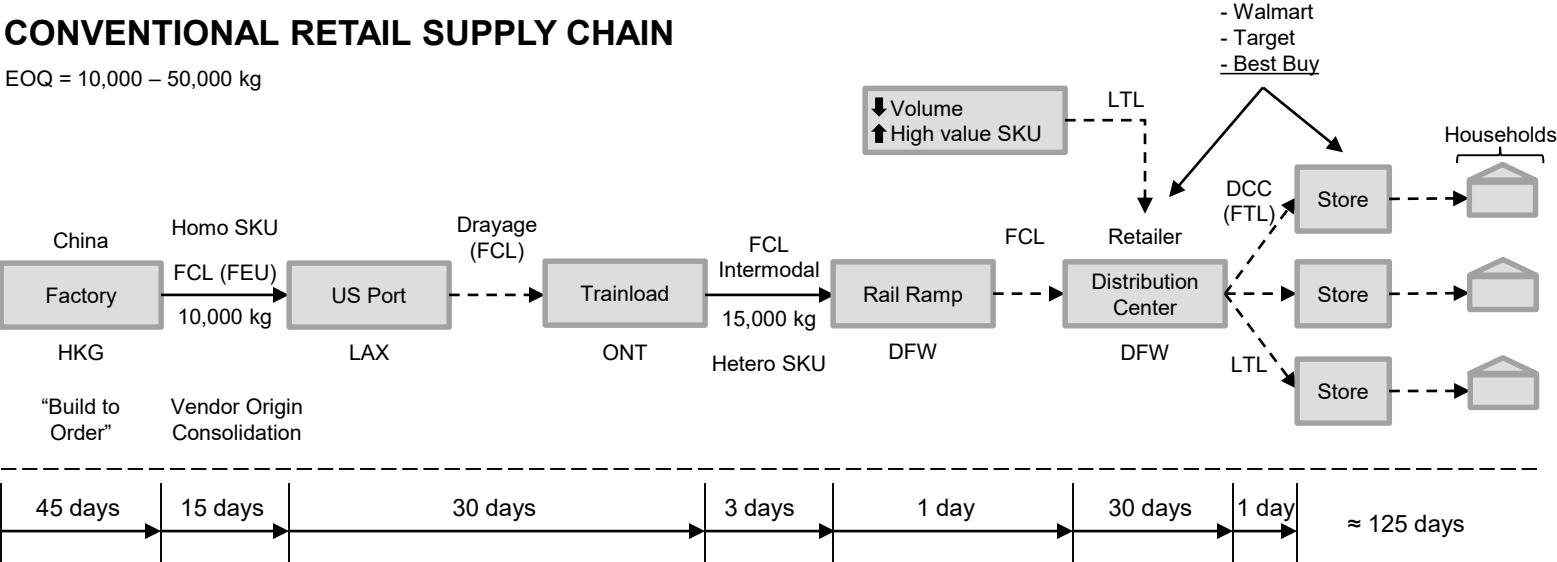 CONVENTIONAL RETAIL SUPPLY CHAIN
EOQ = 10,000 – 50,000 kg
- Walmart
- Target
- Best Buy
🡇 Volume
🡅 High value SKU
LTL
Households
China
Factory
HKG
“Build to
Order”
Homo SKU
FCL (FEU)
10,000 kg
Vendor Origin
Consolidation
US Port
LAX
Drayage
(FCL)
Trainload
ONT
FCL
Intermodal
15,000 kg
Hetero SKU
Rail Ramp
DFW
FCL
Retailer
Distribution
Center
DFW
DCC
(FTL)
LTL
Store
Store
Store
45 days
15 days
30 days
3 days
1 day
30 days
1 day
≈ 125 days